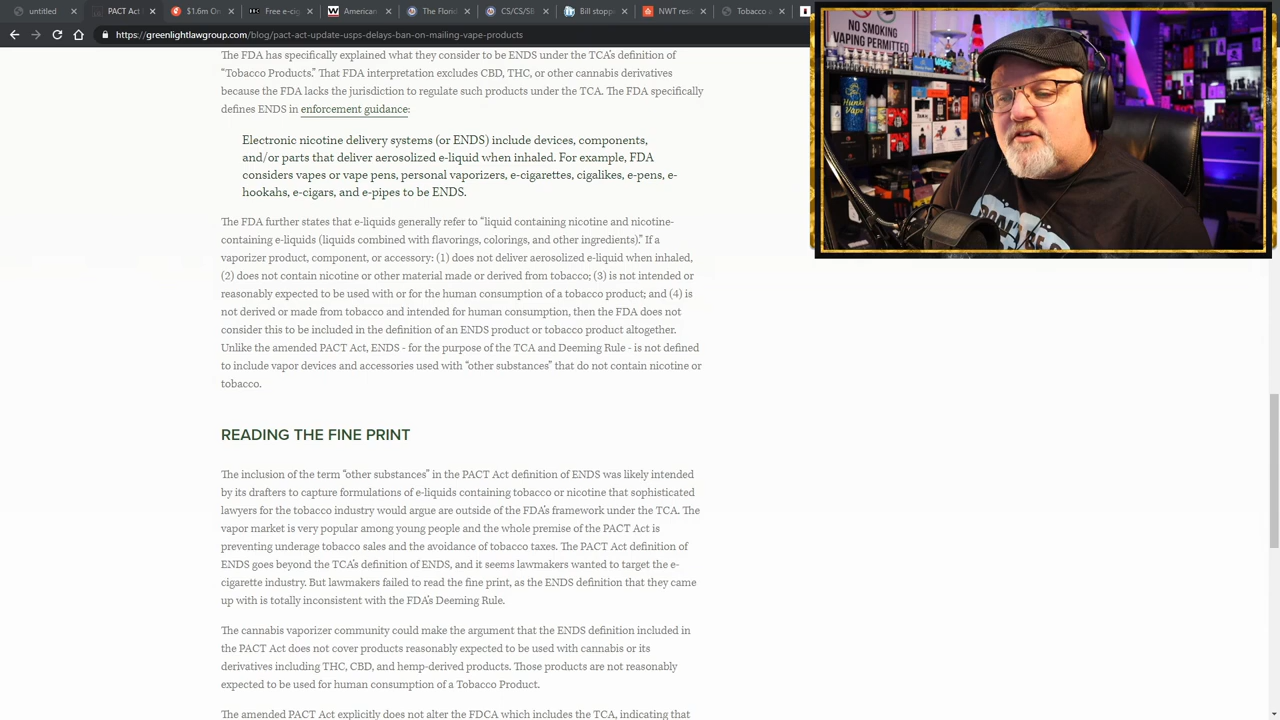 untitled
PACT Act
$1.6m O
Free e-c
American
The Flori
CS/CS/SI
Bill stop
NWT res
Tobacco
https://greenlightlawgroup.com/blog/pact-act-update-usps-delays-ban-on-mailing-vape-products
NO SMOKING
VAPING PERMITTED
VAPE
Hunky
Vape
The FDA has specifically explained what they consider to be ENDS under the TCA's definition of
“Tobacco Products.” That FDA interpretation excludes CBD, THC, or other cannabis derivatives
because the FDA lacks the jurisdiction to regulate such products under the TCA. The FDA specifically
defines ENDS in enforcement guidance:
Electronic nicotine delivery systems (or ENDS) include devices, components,
and/or parts that deliver aerosolized e-liquid when inhaled. For example, FDA
considers vapes or vape pens, personal vaporizers, e-cigarettes, cigalikes, e-pens, e-
hookahs, e-cigars, and e-pipes to be ENDS.
The FDA further states that e-liquids generally refer to “liquid containing nicotine and nicotine-
containing e-liquids (liquids combined with flavorings, colorings, and other ingredients).” If a
vaporizer product, component, or accessory: (1) does not deliver aerosolized e-liquid when inhaled,
(2) does not contain nicotine or other material made or derived from tobacco; (3) is not intended or
reasonably expected to be used with or for the human consumption of a tobacco product; and (4) is
not derived or made from tobacco and intended for human consumption, then the FDA does not
consider this to be included in the definition of an ENDS product or tobacco product altogether.
Unlike the amended PACT Act, ENDS - for the purpose of the TCA and Deeming Rule - is not defined
to include vapor devices and accessories used with “other substances” that do not contain nicotine or
tobacco.
READING THE FINE PRINT
The inclusion of the term “other substances” in the PACT Act definition of ENDS was likely intended
by its drafters to capture formulations of e-liquids containing tobacco or nicotine that sophisticated
lawyers for the tobacco industry would argue are outside of the FDA's framework under the TCA. The
vapor market is very popular among young people and the whole premise of the PACT Act is
preventing underage tobacco sales and the avoidance of tobacco taxes. The PACT Act definition of
ENDS goes beyond the TCA's definition of ENDS, and it seems lawmakers wanted to target the e-
cigarette industry. But lawmakers failed to read the fine print, as the ENDS definition that they came
up with is totally inconsistent with the FDA's Deeming Rule.
The cannabis vaporizer community could make the argument that the ENDS definition included in
the PACT Act does not cover products reasonably expected to be used with cannabis or its
derivatives including THC, CBD, and hemp-derived products. Those products are not reasonably
expected to be used for human consumption of a Tobacco Product.
The amended PACT Act explicitly does not alter the FDCA which includes the TCA, indicating that